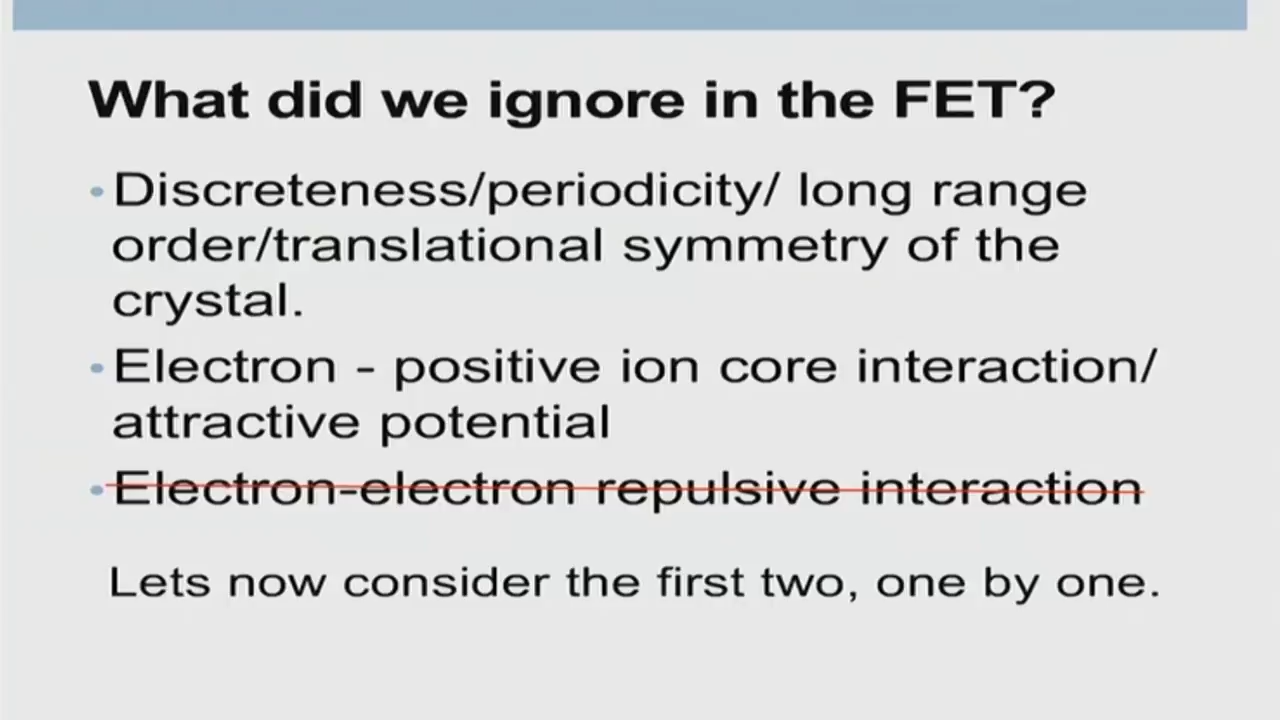 What did we ignore in the FET?
• Discreteness/periodicity/ long range
order/translational symmetry of the
crystal.
• Electron - positive ion core interaction/
attractive potential
• Electron-electron repulsive interaction
Lets now consider the first two, one by one.